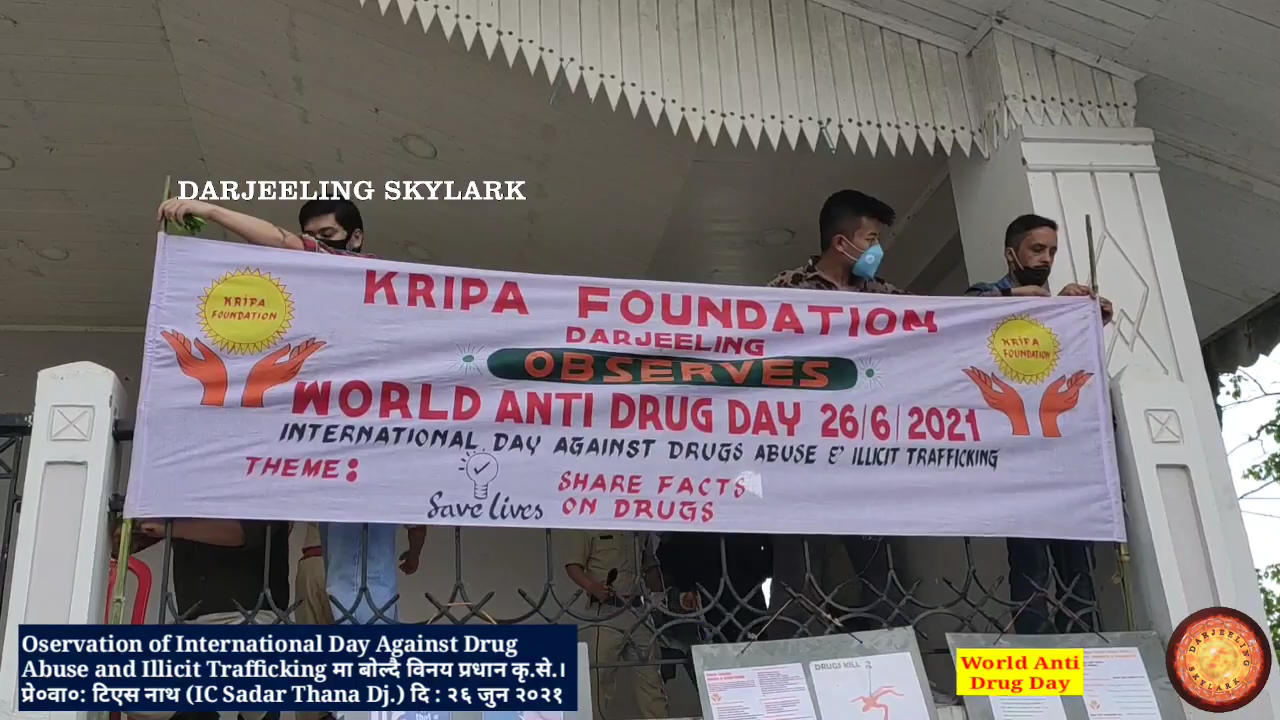 DARJEELING SKYLARK
KRIPA FOUNDATION
DARJEELING
OBSERVES
WORLD ANTI DRUG DAY 26/6/2021
INTERNATIONAL DAY AGAINST DRUGS ABUSE & ILLICIT TRAFFICKING
THEME:
Save lives
SHARE FACTS
ON DRUGS
KRIPA
FOUNDATION
KRIPA
FOUNDATION
DRUGS KILL
Oservation of International Day Against Drug
Abuse and Illicit Trafficking मा बोल्दै विनय प्रधान कृ.से.।
ने०वा०- टिएस नाथ (IC Sadar Thana Dj.) दि : २६ जुन २०२१
World Anti
Drug Day
DARJEELING
SKYLARK